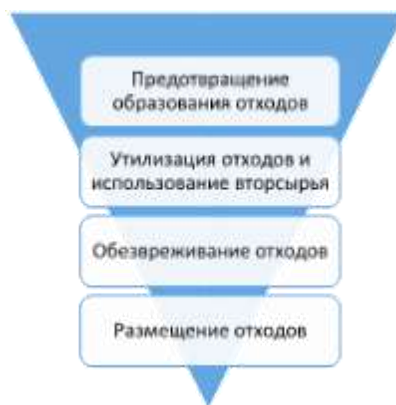 Предотвращение
образования отходов
Утилизация отходов и
использование вторсырья
Обезвреживание отходов
Размещение отходов